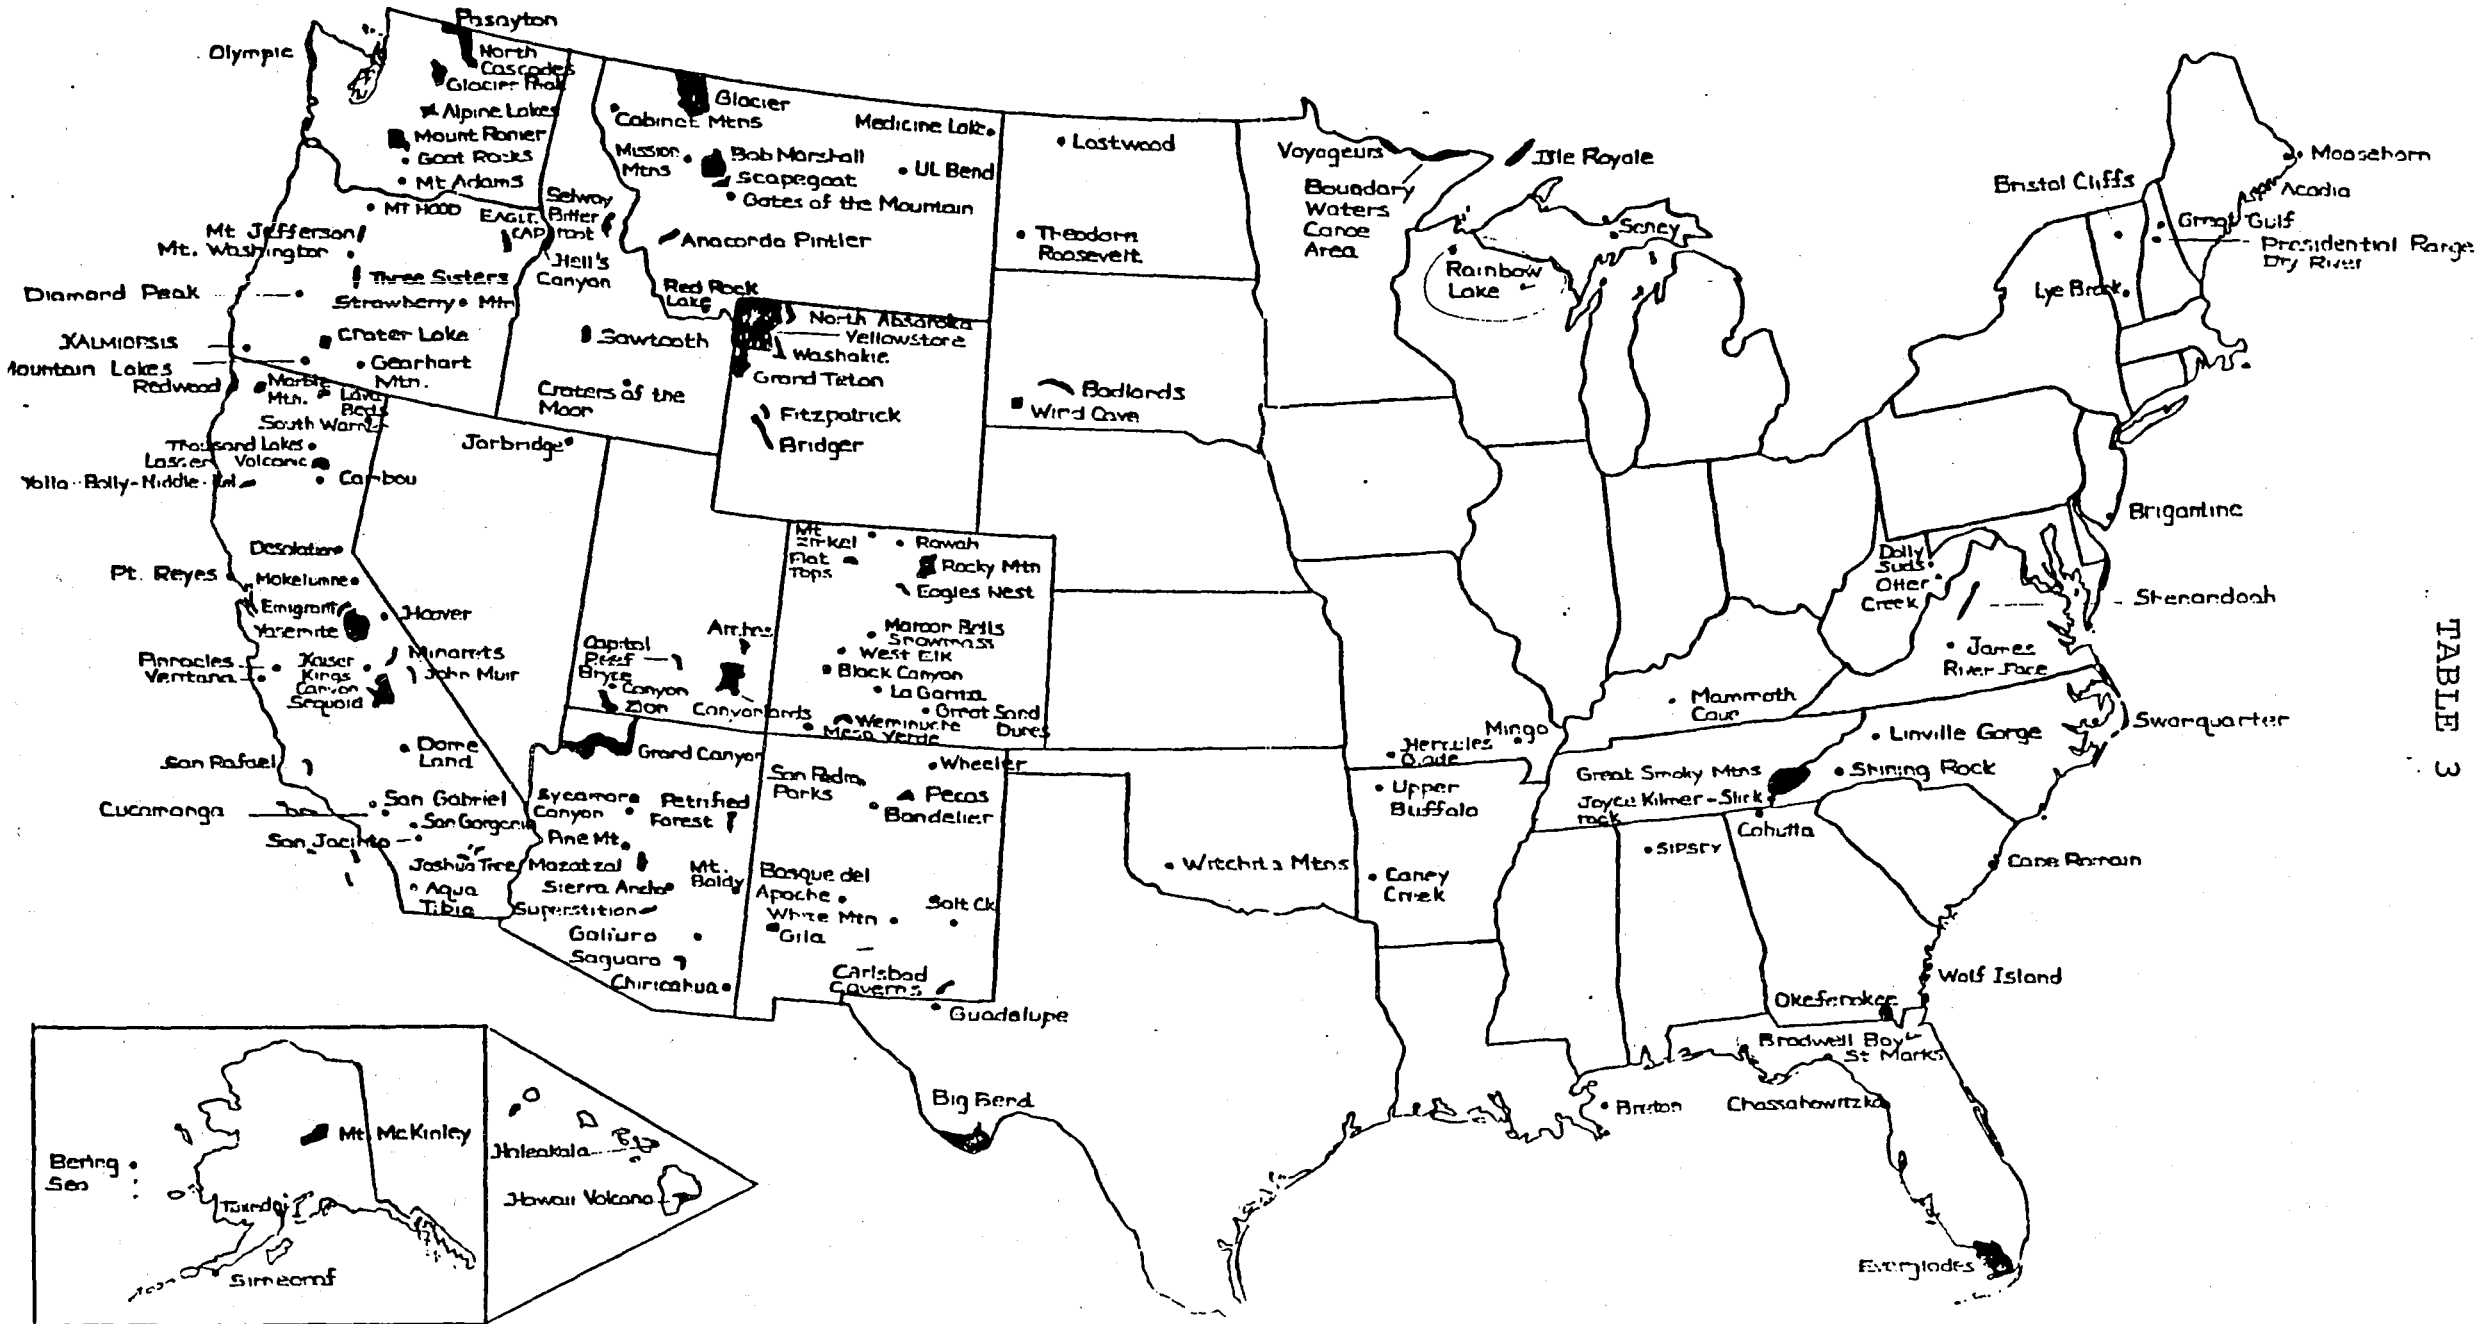 Pasayton
Olympic
North
Cascades
Glacier Peak
Alpine Lakes
Mount Ranier
Goat Rocks
Mt Adams
MT HOOD
EAGLE
CAP
Selway
Bitter
root
Hell's
Canyon
Mt Jefferson
Mt. Washington
Three Sisters
Diamond Peak
Strawberry Mtn
KALMIOPSIS
Crater Lake
Mountain Lakes
Gearhart
Mtn.
Glacier
Cabinet Mtns
Medicine Lake
Mission
Mtns
Bob Marshall
Scapegoat
UL Bend
Gates of the Mountain
Anaconda Pintler
Red Rock
Lake
North Absaroka
Yellowstone
Washakie
Grand Teton
Sawtooth
Craters of the
Moon
Fitzpatrick
Bridger
Lostwood
Theodore
Roosevelt
Badlands
Wind Cave
Voyageurs
Boundary
Waters
Canoe
Area
Isle Royale
Seney
Rainbow
Lake
Moosehorn
Acadia
Bristol Cliffs
Great Gulf
Presidential Range
Dry River
Lye Brook
Redwood
Marble
Mtn.
Lava
Beds
South Warner
Thousand Lakes
Lassen Volcanic
Yolla-Bolly-Middle-Eel
Caribou
Jarbridge
Desolation
Pt. Reyes
Mokelumne
Emigrant
Hoover
Yosemite
Pinnacles
Ventana
Kaiser
Kings
Canyon
Sequoia
Minarets
John Muir
Dome
Land
San Rafael
Cucamonga
San Gabriel
San Gorgonio
San Jacinto
Joshua Tree
Aqua
Tibia
Capitol
Reef
Bryce
Canyon
Zion
Arches
Canyonlands
Mt
Zirkel
Flat
Tops
Rawah
Rocky Mtn
Eagles Nest
Maroon Bells
Snowmass
West Elk
Black Canyon
La Garita
Great Sand
Dunes
Weminuche
Mesa Verde
Grand Canyon
Sycamore
Canyon
Petrified
Forest
Pine Mt.
Mazatzal
Sierra Ancha
Mt.
Baldy
Superstition
Galiuro
Saguaro
Chiricahua
San Pedro
Parks
Wheeler
Pecos
Bandelier
Basque del
Apache
White Mtn
Gila
Salt Ck
Carlsbad
Caverns
Guadalupe
Big Bend
Witchita Mtns
Hercules
Glade
Mingo
Upper
Buffalo
Caney
Creek
Mammoth
Cave
Brigantine
Dolly
Sods
Otter
Creek
Shenandoah
James
River Face
Swanquarter
Linville Gorge
Great Smoky Mtns
Shining Rock
Joyce Kilmer-Slick
rock
Cohutta
SIPSEY
Cape Romain
Wolf Island
Okefenokee
Bradwell Bay
St Marks
Breton
Chassahowitzka
Everglades
Bering
Sea
Mt. McKinley
Tuxedni
Simeonof
Haleakala
Hawaii Volcano
TABLE 3